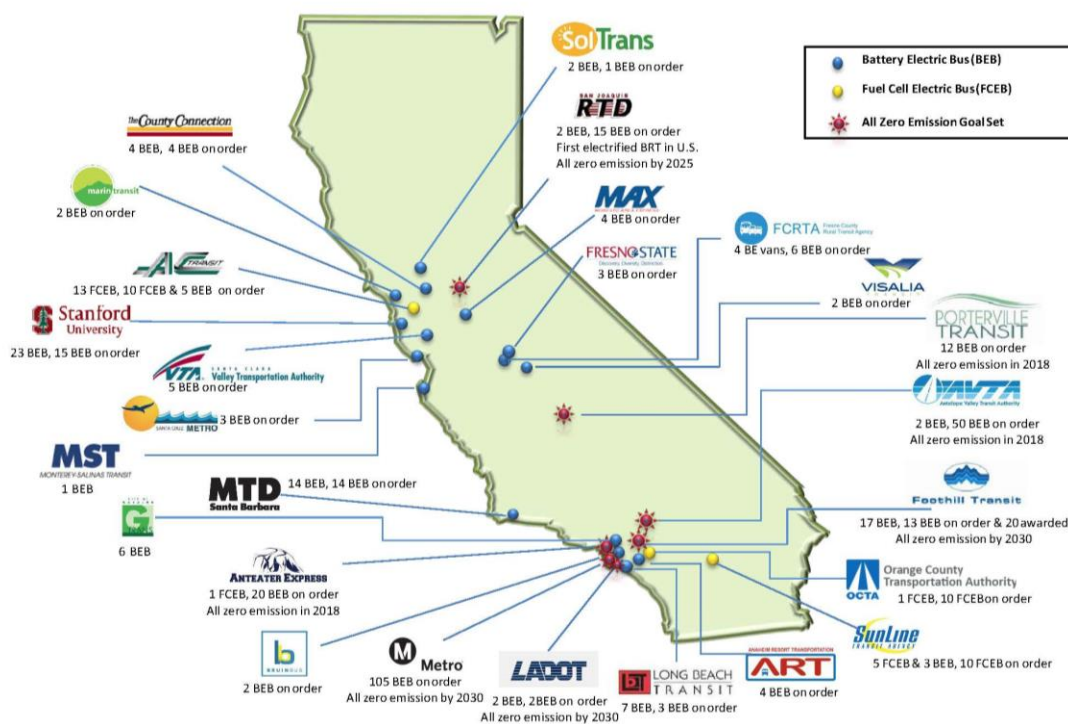 SolTrans
2 BEB, 1 BEB on order
SAN JOAQUIN
RTD
2 BEB, 15 BEB on order
First electrified BRT in U.S.
All zero emission by 2025
Battery Electric Bus(BEB)
Fuel Cell Electric Bus(FCEB)
All Zero Emission Goal Set
The County Connection
4 BEB, 4 BEB on order
marin transit
2 BEB on order
MAX
4 BEB on order
FRESNO STATE
Discovery. Diversity. Distinction.
3 BEB on order
FCRTA
Fresno County
Rural Transit Agency
4 BE vans, 6 BEB on order
VISALIA
TRANSIT
2 BEB on order
AC TRANSIT
13 FCEB, 10 FCEB & 5 BEB on order
Stanford
University
23 BEB, 15 BEB on order
PORTERVILLE
TRANSIT
12 BEB on order
All zero emission in 2018
VTA
SANTA CLARA
Valley Transportation Authority
5 BEB on order
AVTA
Antelope Valley Transit Authority
2 BEB, 50 BEB on order
All zero emission in 2018
SANTA CRUZ METRO
3 BEB on order
MST
MONTEREY-SALINAS TRANSIT
1 BEB
MTD
Santa Barbara
14 BEB, 14 BEB on order
Foothill Transit
17 BEB, 13 BEB on order & 20 awarded
All zero emission by 2030
G
6 BEB
ANTEATER EXPRESS
1 FCEB, 20 BEB on order
All zero emission in 2018
OCTA
Orange County
Transportation Authority
1 FCEB, 10 FCEBon order
b
BRUINBUS
2 BEB on order
M
Metro
105 BEB on order
All zero emission by 2030
LADOT
2 BEB, 2BEB on order
All zero emission by 2030
LBT
LONG BEACH
TRANSIT
7 BEB, 3 BEB on order
ANAHEIM RESORT TRANSPORTATION
ART
4 BEB on order
SunLine
TRANSIT AGENCY
5 FCEB & 3 BEB, 10 FCEB on order